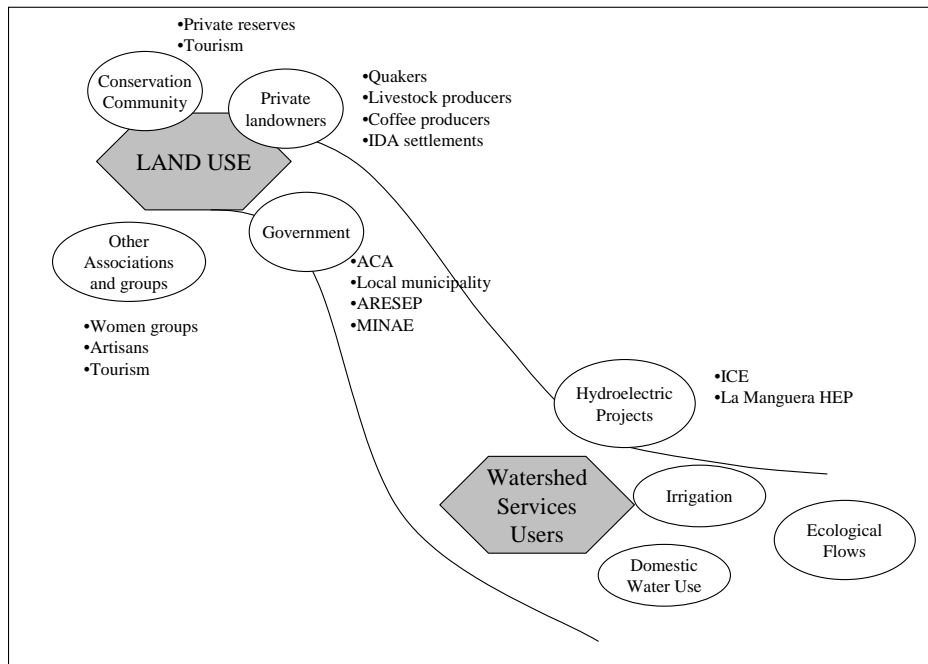 •Private reserves
•Tourism
Conservation
Community
Private
landowners
•Quakers
•Livestock producers
•Coffee producers
•IDA settlements
LAND USE
Government
•ACA
•Local municipality
•ARESEP
•MINAE
Other
Associations
and groups
•Women groups
•Artisans
•Tourism
Hydroelectric
Projects
•ICE
•La Manguera HEP
Watershed
Services
Users
Irrigation
Ecological
Flows
Domestic
Water Use